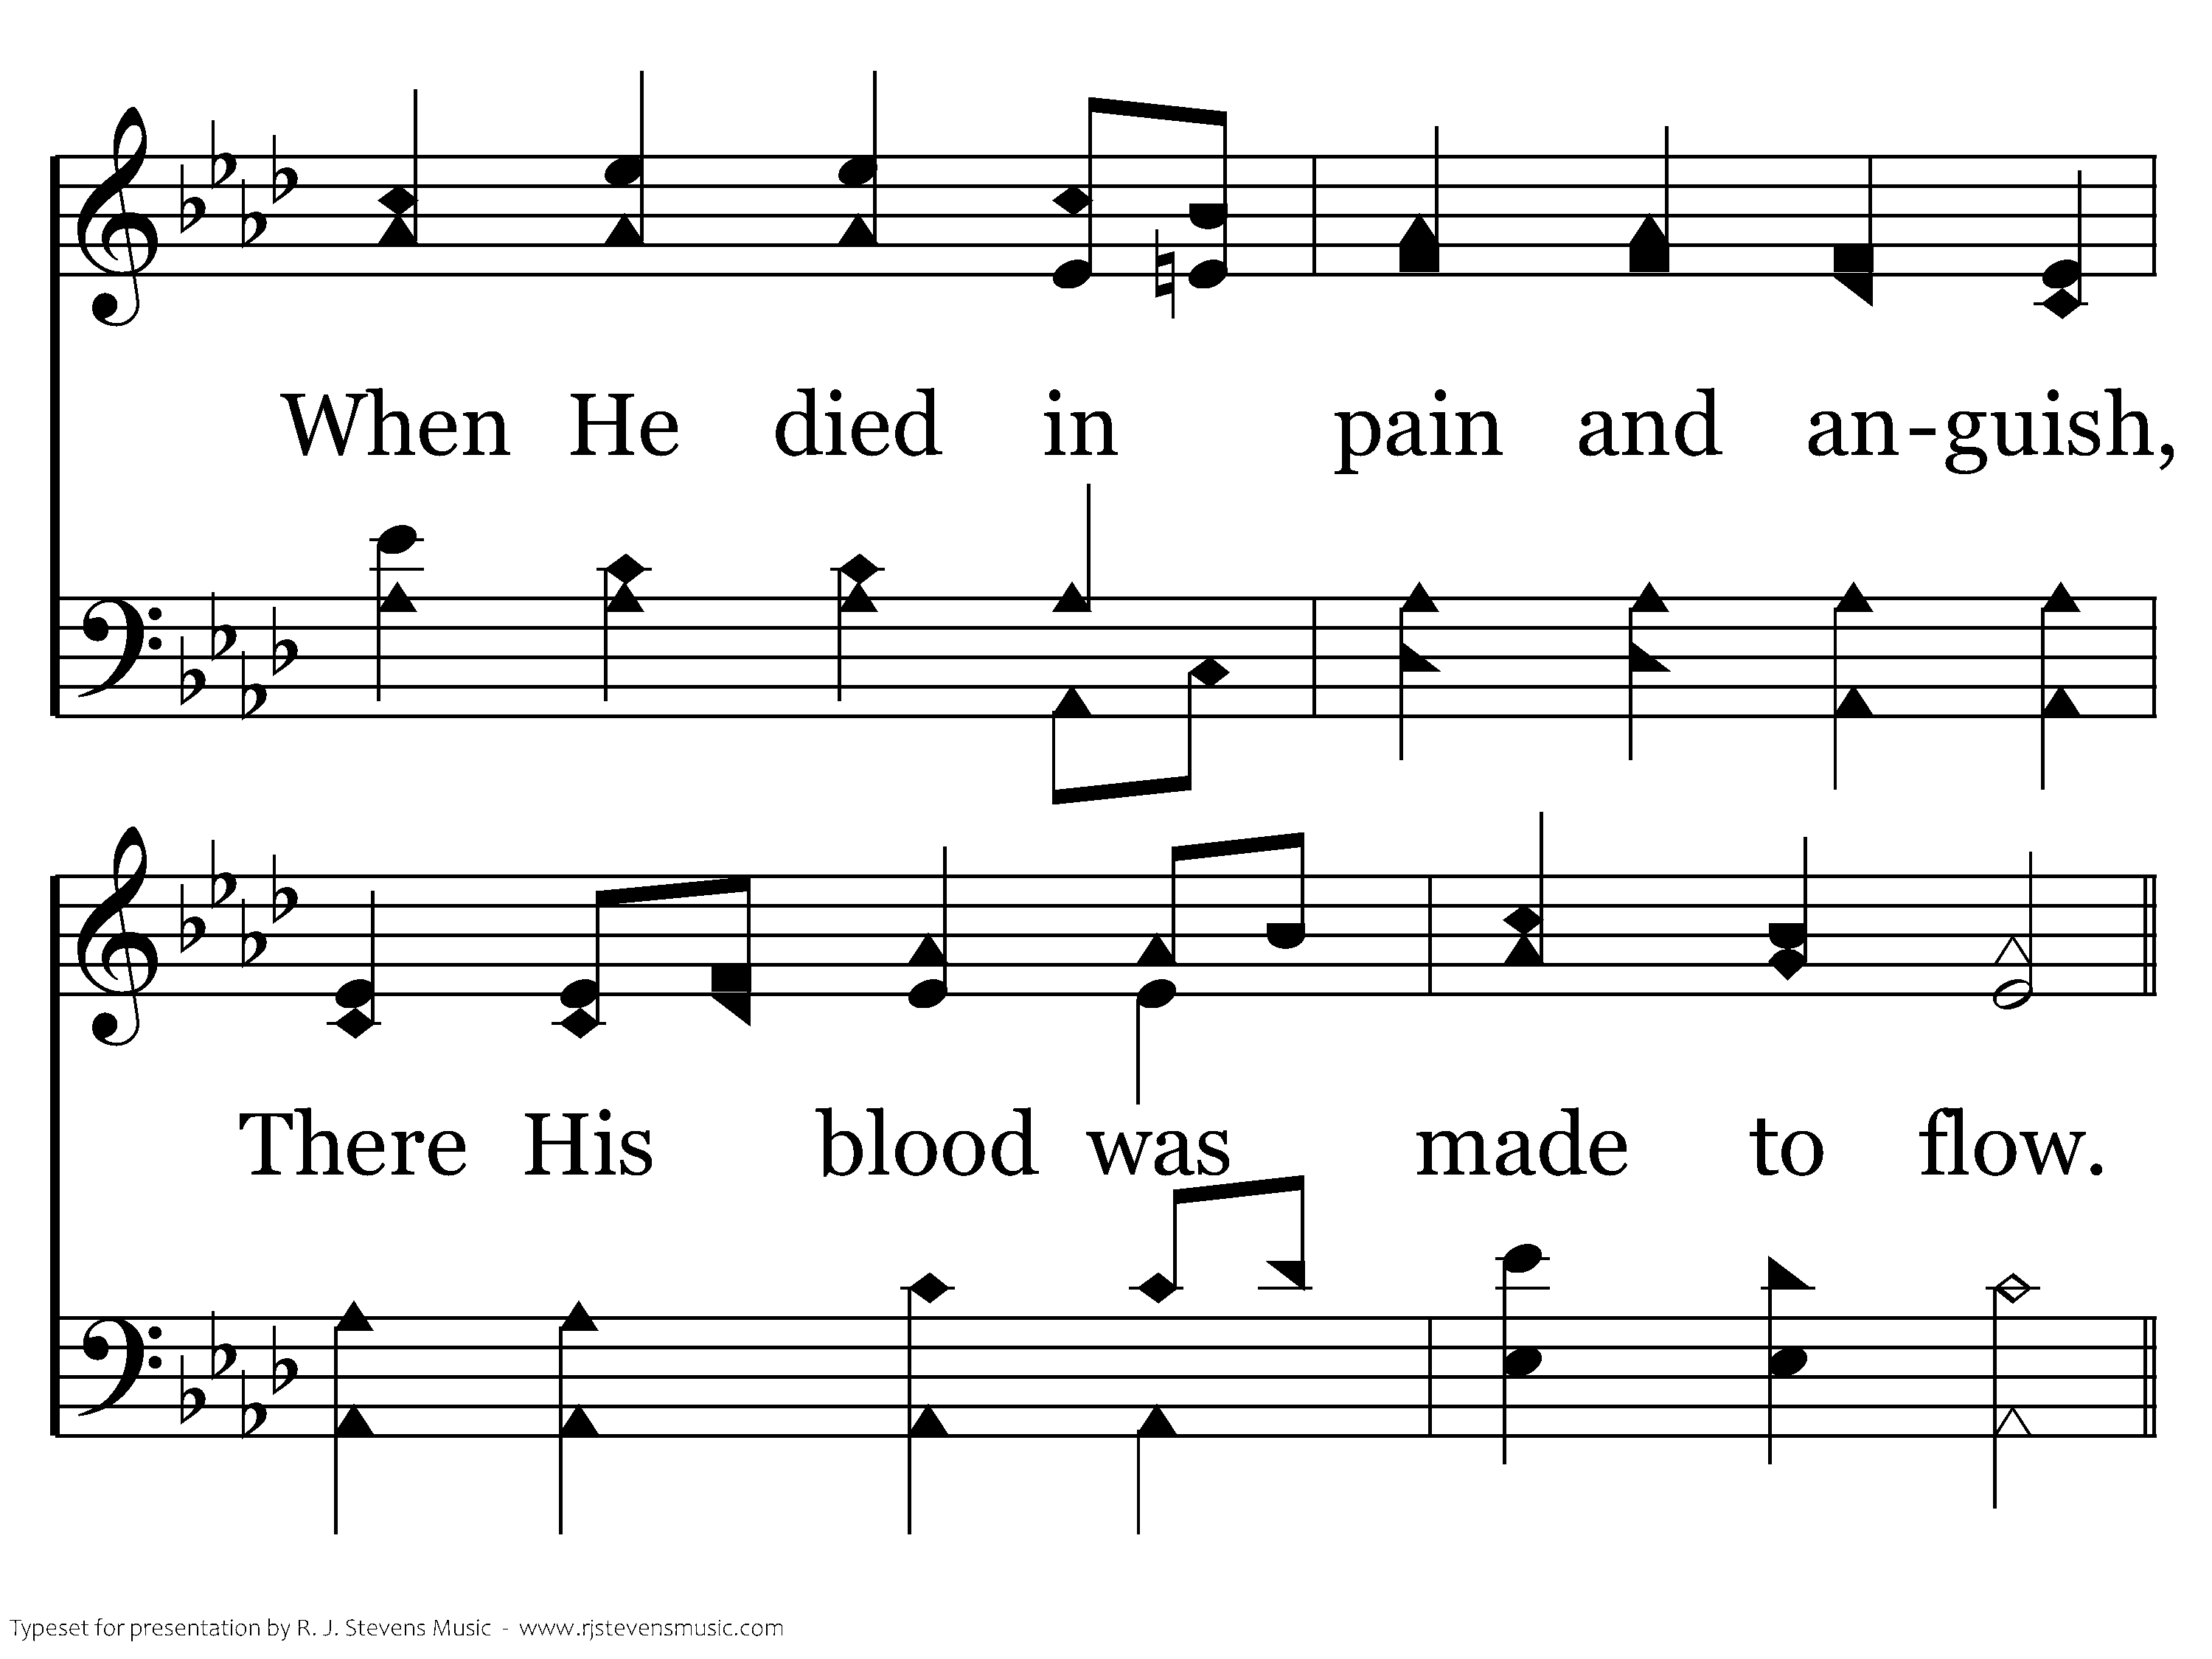 When He died in pain and an-guish,
There His blood was made to flow.
Typeset for presentation by R. J. Stevens Music - www.rjstevensmusic.com